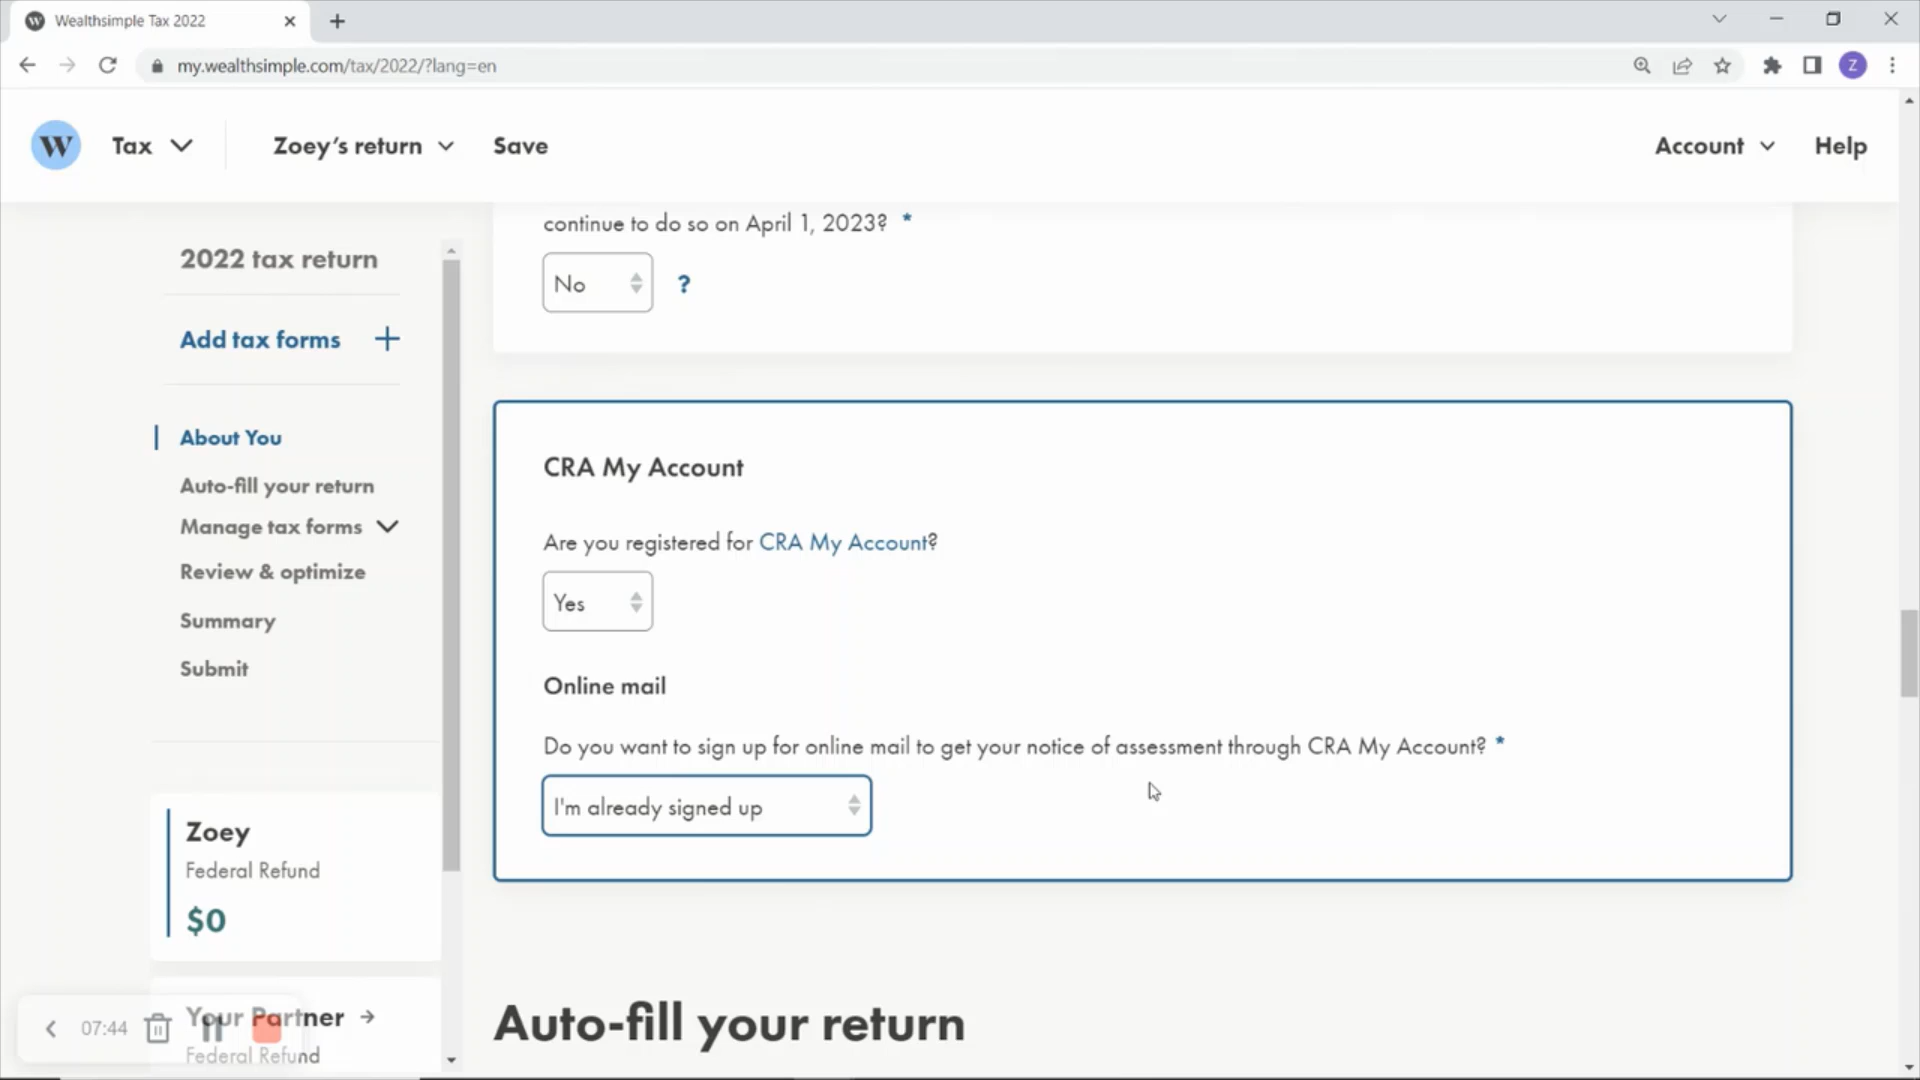 Wealthsimple Tax 2022
my.wealthsimple.com/tax/2022/?lang=en
Z
W
Tax
Zoey's return
Save
Account
Help
2022 tax return
Add tax forms
About You
Auto-fill your return
Manage tax forms
Review & optimize
Summary
Submit
Zoey
Federal Refund
$0
Your Partner
Federal Refund
07:44
continue to do so on April 1, 2023? *
No
?
CRA My Account
Are you registered for CRA My Account?
Yes
Online mail
Do you want to sign up for online mail to get your notice of assessment through CRA My Account? *
I'm already signed up
Auto-fill your return